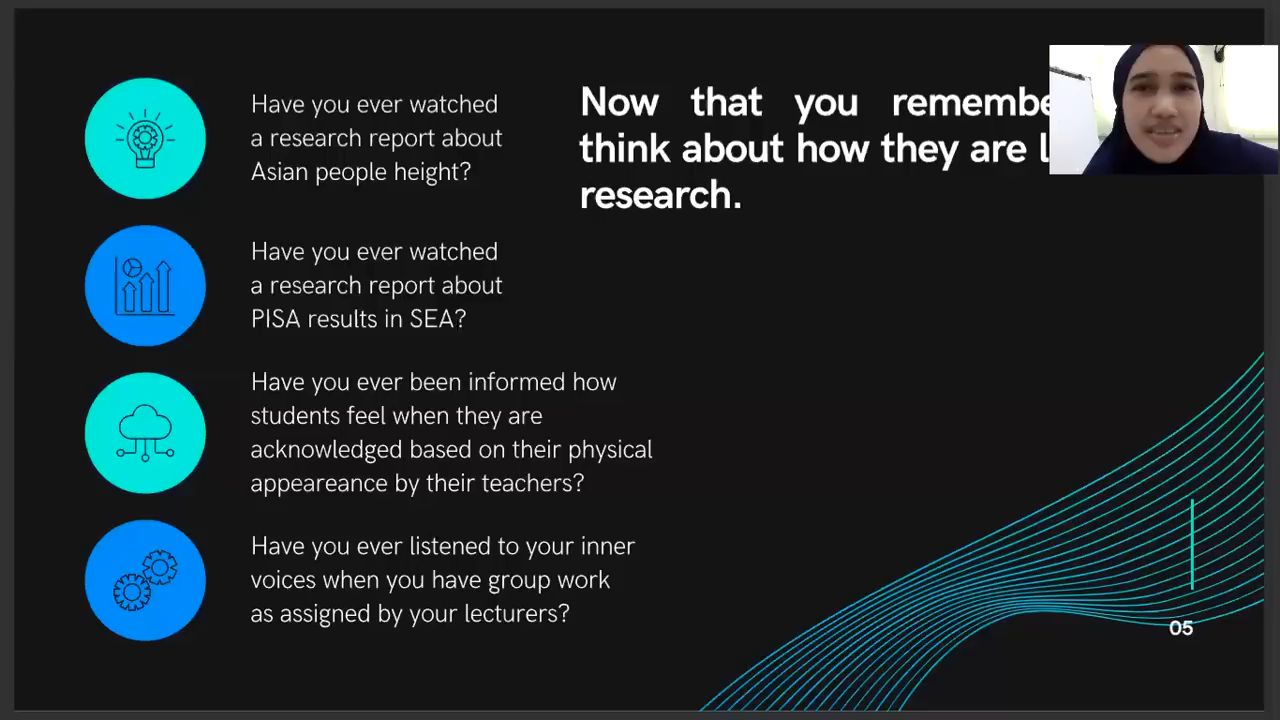 Have you ever watched
a research report about
Asian people height?
Have you ever watched
a research report about
PISA results in SEA?
Have you ever been informed how
students feel when they are
acknowledged based on their physical
appeareance by their teachers?
Have you ever listened to your inner
voices when you have group work
as assigned by your lecturers?
Now that you
think about how they are
research.
05